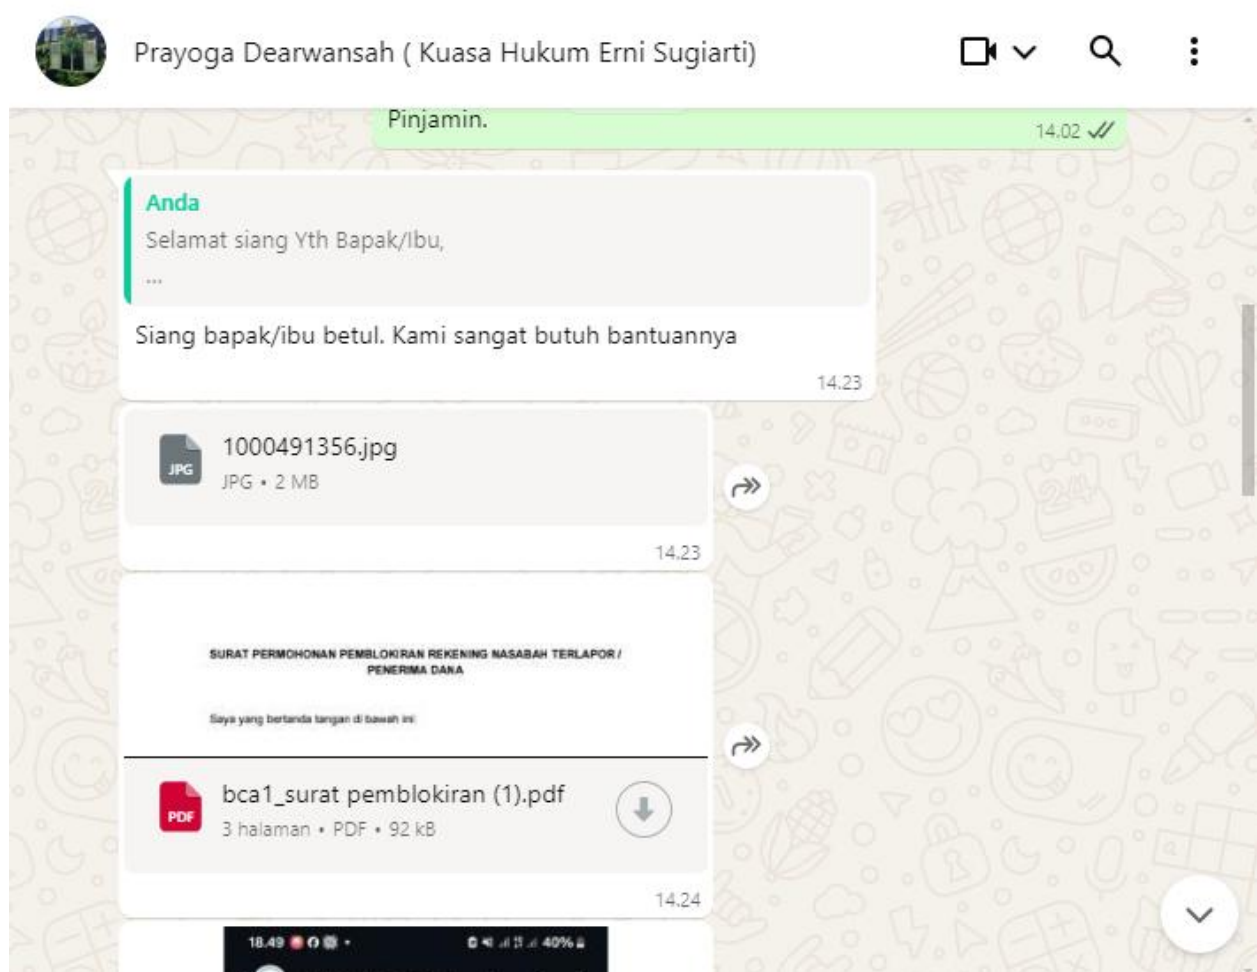 Prayoga Dearwansah ( Kuasa Hukum Erni Sugiarti)
Pinjamin.
14.02
Anda
Selamat siang Yth Bapak/Ibu,
...
Siang bapak/ibu betul. Kami sangat butuh bantuannya
14.23
JPG
1000491356.jpg
JPG • 2 MB
14.23
SURAT PERMOHONAN PEMBLOKIRAN REKENING NASABAH TERLAPOR /
PENERIMA DANA
Saya yang bertanda tangan di bawah ini
PDF
bca1_surat pemblokiran (1).pdf
3 halaman • PDF • 92 kB
14.24
18.49
40%